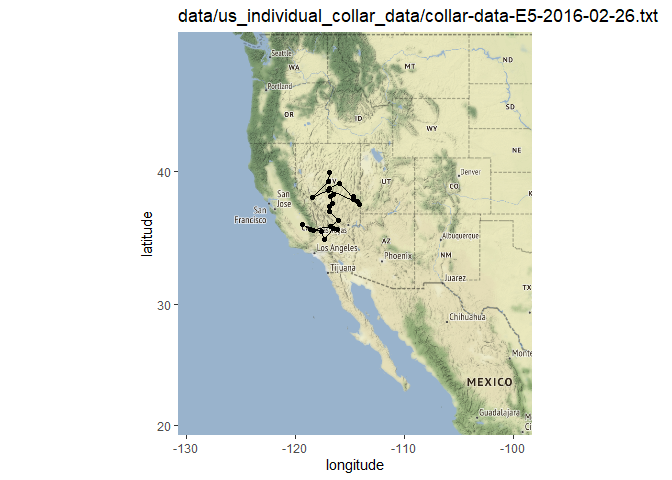 data/us_individual_collar_data/collar-data-E5-2016-02-26.txt
Seattle
WA
MT
ND
Portland
OR
ID
SD
WY
NE
40
Denver
UT
CO
San
Jose
San
Francisco
latitude
Los Angeles
AZ
Albuquerque
NM
Phoenix
Tijuana
Juarez
TX
30
Chihuahua
MEXICO
Guadalajara
20
-130
-120
-110
-100
longitude